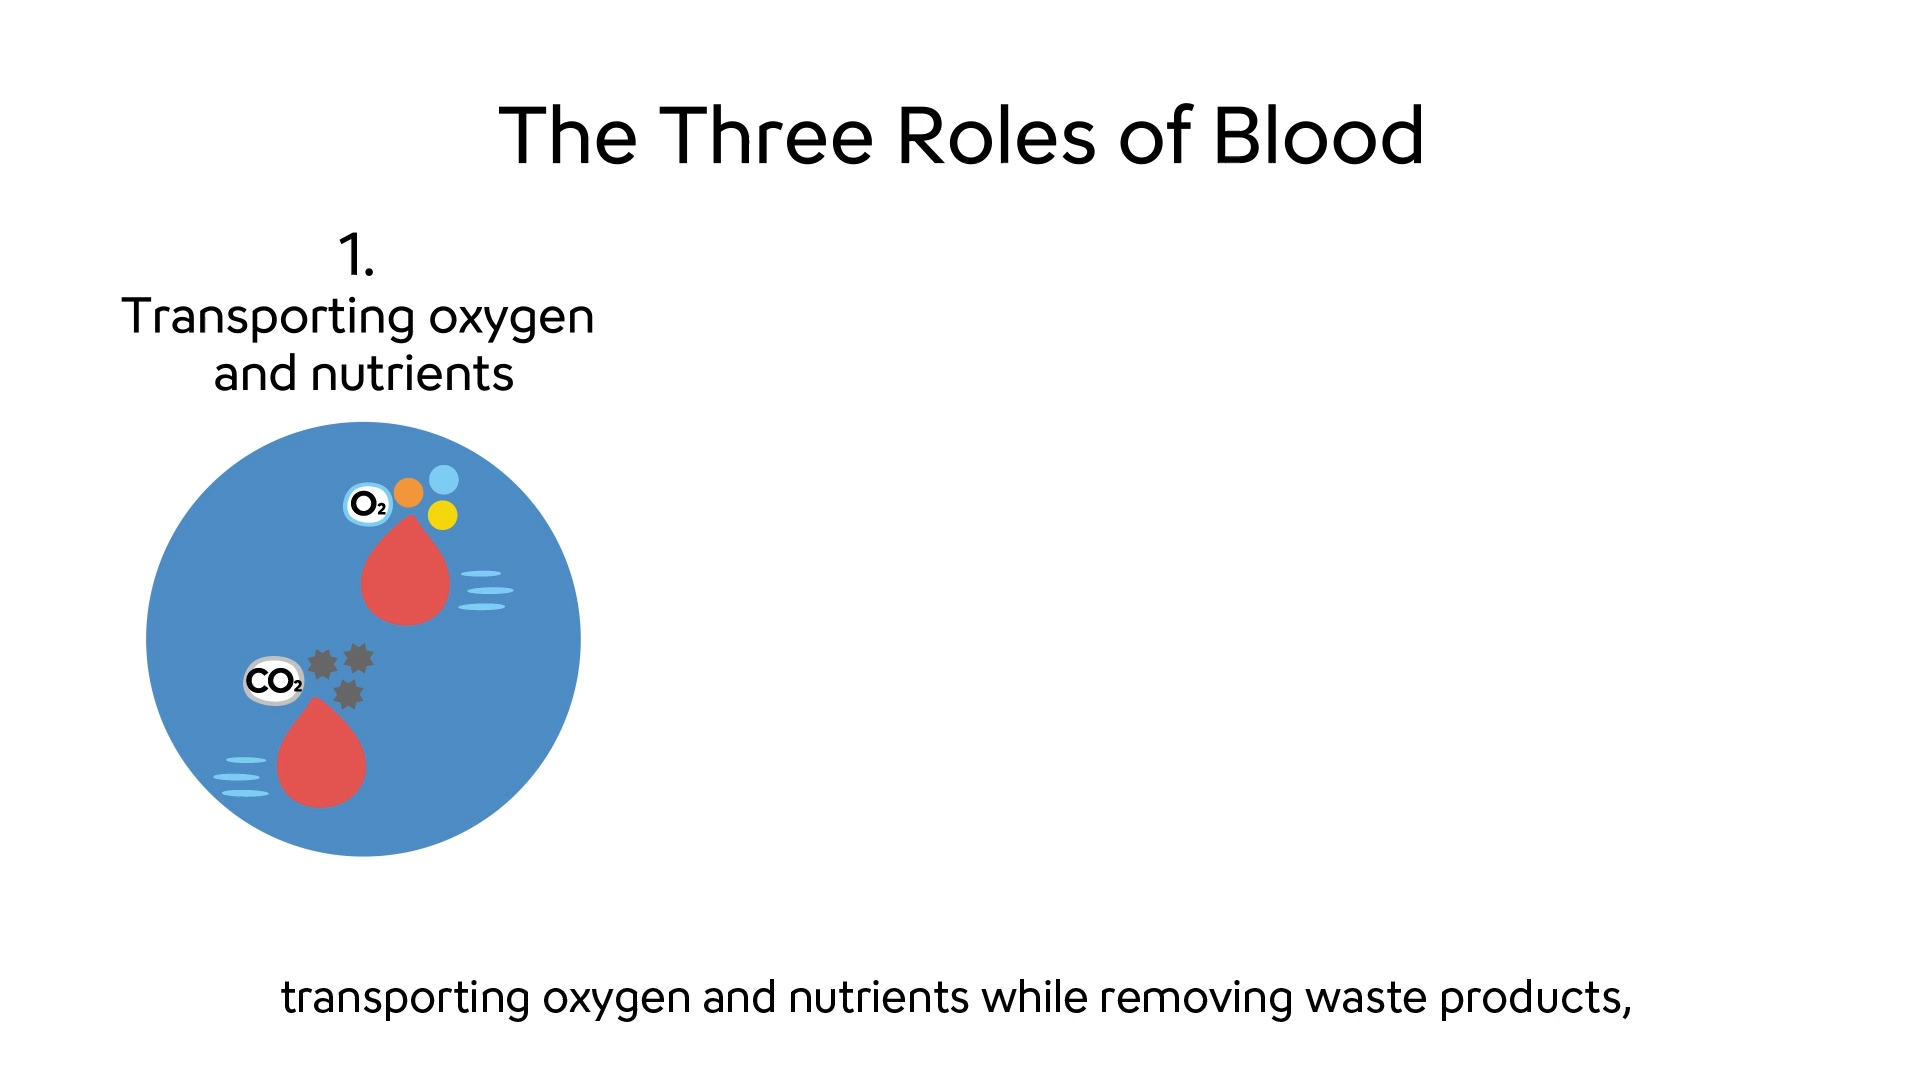 The Three Roles of Blood
1.
Transporting oxygen
and nutrients
O₂
CO₂
transporting oxygen and nutrients while removing waste products,